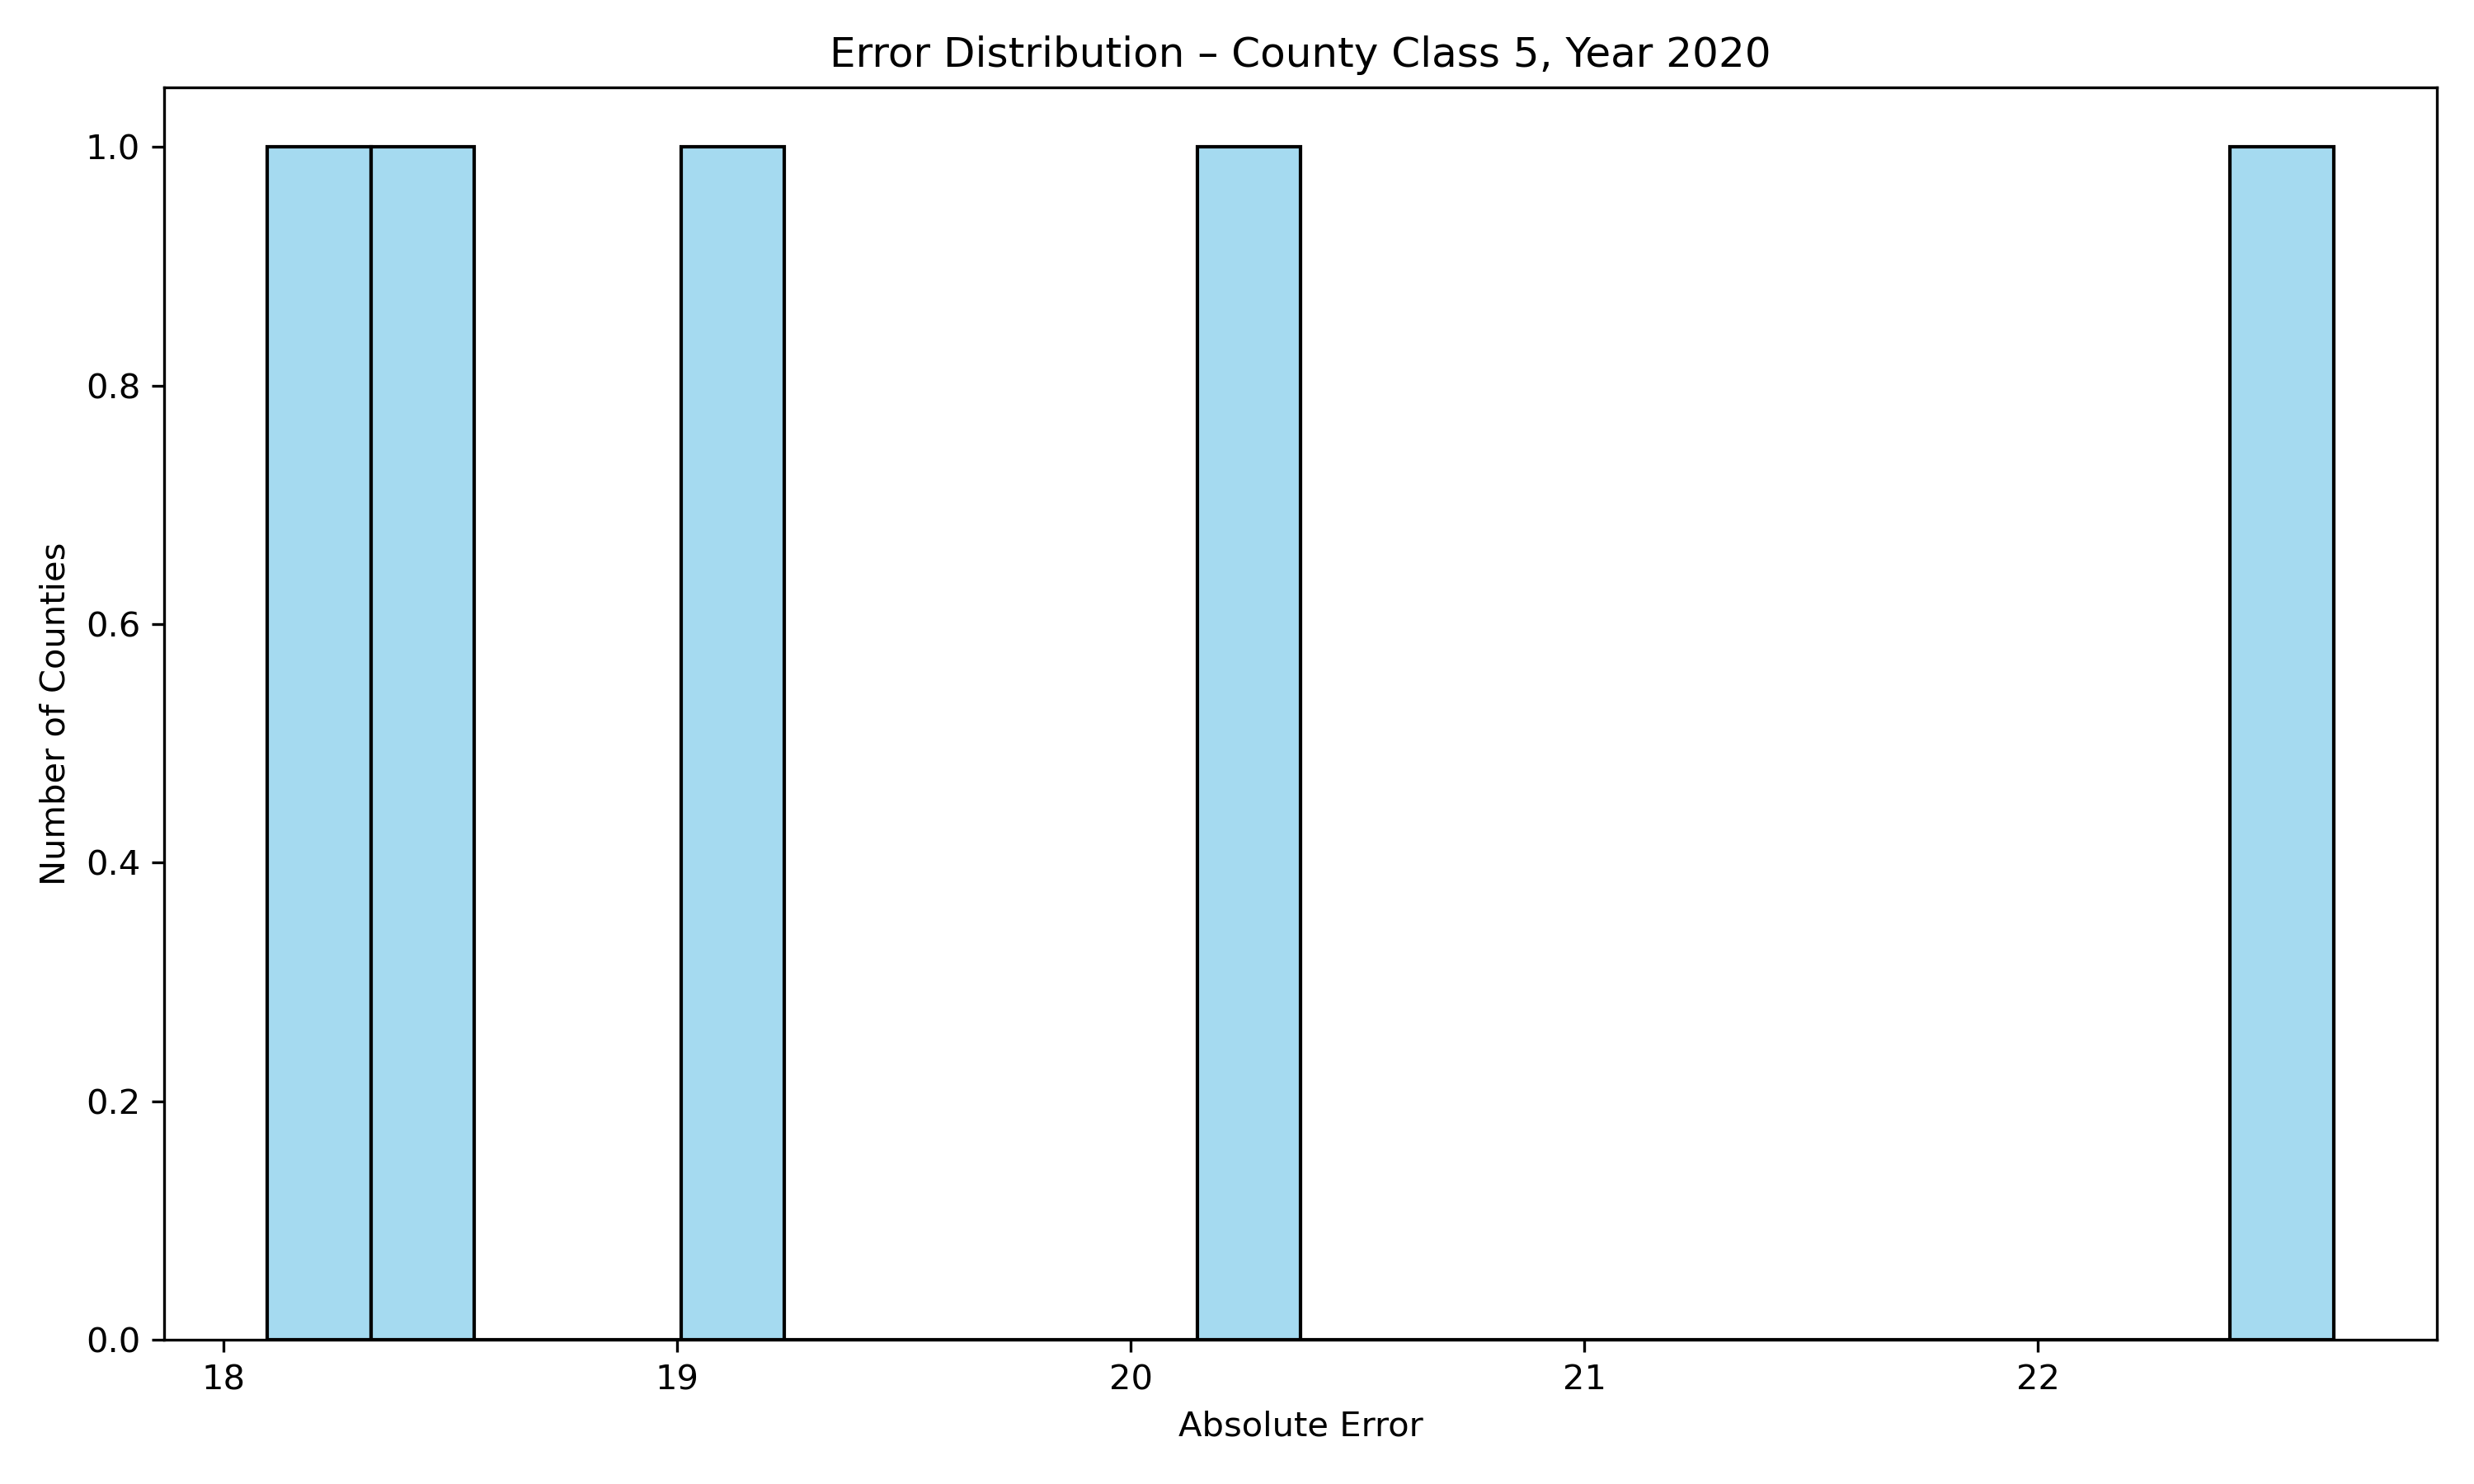 Error Distribution – County Class 5, Year 2020
1.0
0.8
0.6
0.4
0.2
0.0
Number of Counties
18 19 20 21 22
Absolute Error